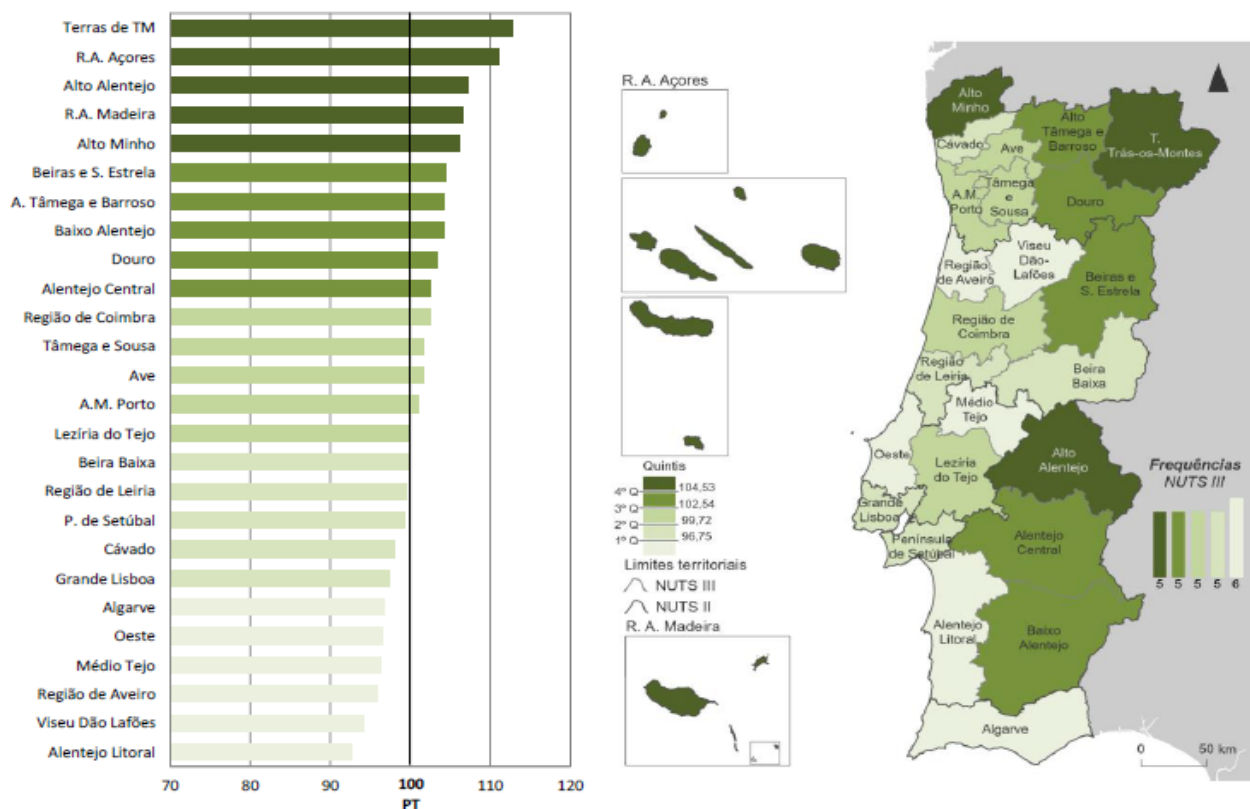 Terras de TM
R.A. Açores
Alto Alentejo
R.A. Madeira
Alto Minho
Beiras e S. Estrela
A. Tâmega e Barroso
Baixo Alentejo
Douro
Alentejo Central
Região de Coimbra
Tâmega e Sousa
Ave
A.M. Porto
Lezíria do Tejo
Beira Baixa
Região de Leiria
P. de Setúbal
Cávado
Grande Lisboa
Algarve
Oeste
Médio Tejo
Região de Aveiro
Viseu Dão Lafões
Alentejo Litoral
70 80 90 100 110 120
PT
R. A. Açores
Quintis
4º Q 104,53
3º Q 102,54
2º Q 99,72
1º Q 96,75
Limites territoriais
NUTS III
NUTS II
R. A. Madeira
Alto
Minho
Alto
Tâmega e
Barroso
T.
Trás-os-Montes
Cávado
Ave
A.M.
Porto
Tâmega
e
Sousa
Douro
Região
de Aveiro
Viseu
Dão-
Lafões
Beiras e
S. Estrela
Região de
Coimbra
Região
de Leiria
Beira
Baixa
Médio
Tejo
Oeste
Lezíria
do Tejo
Alto
Alentejo
Grande
Lisboa
Península
de Setúbal
Alentejo
Central
Alentejo
Litoral
Baixo
Alentejo
Algarve
Frequências
NUTS III
5 5 5 5 6
0 50 km